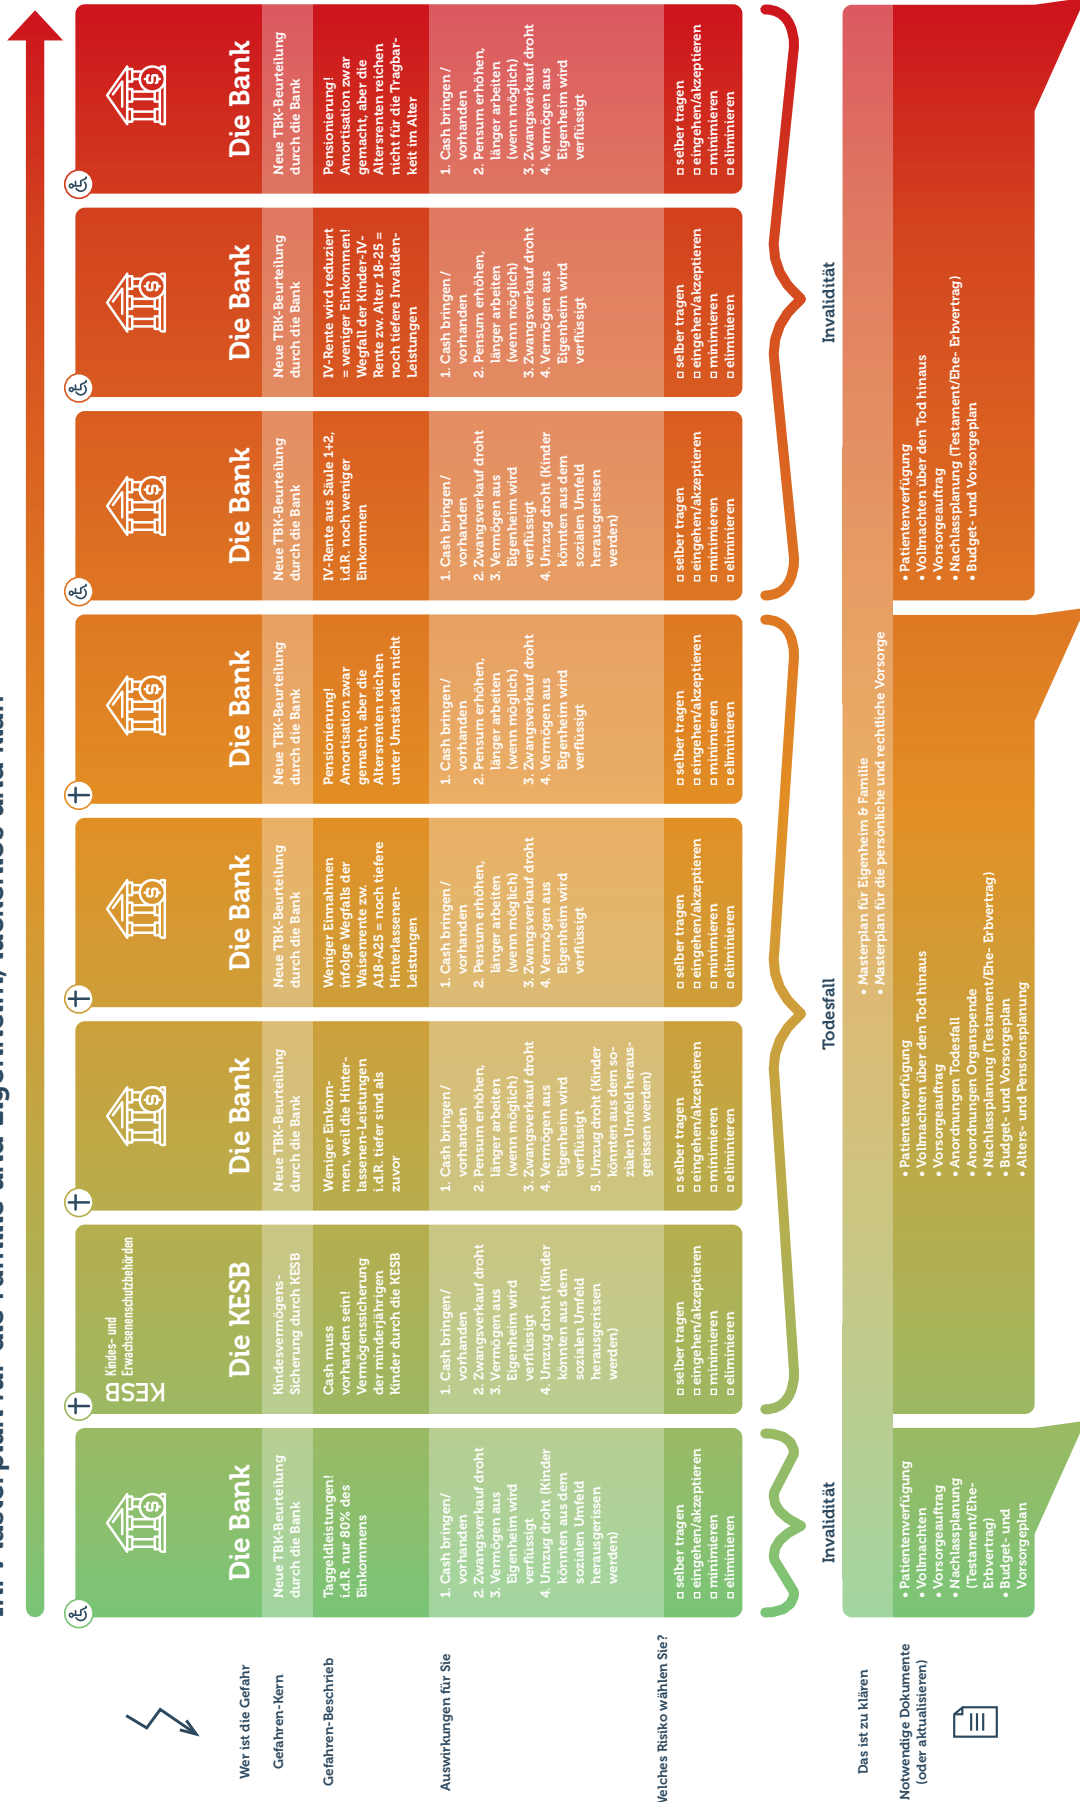 Wer ist die Gefahr
Gefahren-Kern
Gefahren-Beschrieb
Auswirkungen für Sie
Welches Risiko wählen Sie?
Die Bank
Neue TBK-Beurteilung
durch die Bank
Taggeldleistungen!
i.d.R. nur 80% des
Einkommens
1. Cash bringen/
vorhanden
2. Zwangsverkauf droht
3. Vermögen aus
Eigenheim wird
verflüssigt
4. Umzug droht (Kinder
könnten aus dem
sozialen Umfeld
herausgerissen
werden)
selber tragen
eingehen/akzeptieren
minimieren
eliminieren
KESB
Kindes- und
Erwachsenenschutzbehörden
Die KESB
Kindesvermögens-
Sicherung durch KESB
Cash muss
vorhanden sein!
Vermögenssicherung
der minderjährigen
Kinder durch die KESB
1. Cash bringen/
vorhanden
2. Zwangsverkauf droht
3. Vermögen aus
Eigenheim wird
verflüssigt
4. Umzug droht (Kinder
könnten aus dem
sozialen Umfeld
herausgerissen
werden)
selber tragen
eingehen/akzeptieren
minimieren
eliminieren
Die Bank
Neue TBK-Beurteilung
durch die Bank
Weniger Einkom-
men, weil die Hinter-
lassenen-Leistungen
i.d.R. tiefer sind als
zuvor
1. Cash bringen/
vorhanden
2. Pensum erhöhen,
länger arbeiten
(wenn möglich)
3. Zwangsverkauf droht
4. Vermögen aus
Eigenheim wird
verflüssigt
5. Umzug droht (Kinder
könnten aus dem so-
zialen Umfeld heraus-
gerissen werden)
selber tragen
eingehen/akzeptieren
minimieren
eliminieren
Die Bank
Neue TBK-Beurteilung
durch die Bank
Weniger Einnahmen
infolge Wegfalls der
Waisenrente zw.
A18-A25 = noch tiefere
Hinterlassenen-
Leistungen
1. Cash bringen/
vorhanden
2. Pensum erhöhen,
länger arbeiten
(wenn möglich)
3. Zwangsverkauf droht
4. Vermögen aus
Eigenheim wird
verflüssigt
selber tragen
eingehen/akzeptieren
minimieren
eliminieren
Die Bank
Neue TBK-Beurteilung
durch die Bank
Pensionierung!
Amortisation zwar
gemacht, aber die
Altersrenten reichen
unter Umständen nicht
1. Cash bringen/
vorhanden
2. Pensum erhöhen,
länger arbeiten
(wenn möglich)
3. Zwangsverkauf droht
4. Vermögen aus
Eigenheim wird
verflüssigt
selber tragen
eingehen/akzeptieren
minimieren
eliminieren
Die Bank
Neue TBK-Beurteilung
durch die Bank
IV-Rente aus Säule 1+2,
i.d.R. noch weniger
Einkommen
1. Cash bringen/
vorhanden
2. Zwangsverkauf droht
3. Vermögen aus
Eigenheim wird
verflüssigt
4. Umzug droht (Kinder
könnten aus dem
sozialen Umfeld
herausgerissen
werden)
selber tragen
eingehen/akzeptieren
minimieren
eliminieren
Die Bank
Neue TBK-Beurteilung
durch die Bank
IV-Rente wird reduziert
= weniger Einkommen!
Wegfall der Kinder-IV-
Rente zw. Alter 18-25 =
noch tiefere Invaliden-
Leistungen
1. Cash bringen/
vorhanden
2. Pensum erhöhen,
länger arbeiten
(wenn möglich)
3. Zwangsverkauf droht
4. Vermögen aus
Eigenheim wird
verflüssigt
selber tragen
eingehen/akzeptieren
minimieren
eliminieren
Die Bank
Neue TBK-Beurteilung
durch die Bank
Pensionierung!
Amortisation zwar
gemacht, aber die
Altersrenten reichen
nicht für die Tragbar-
keit im Alter
1. Cash bringen/
vorhanden
2. Pensum erhöhen,
länger arbeiten
(wenn möglich)
3. Zwangsverkauf droht
4. Vermögen aus
Eigenheim wird
verflüssigt
selber tragen
eingehen/akzeptieren
minimieren
eliminieren
Invalidität
Todesfall
Invalidität
Das ist zu klären
• Masterplan für Eigenheim & Familie
• Masterplan für die persönliche und rechtliche Vorsorge
Notwendige Dokumente
(oder aktualisieren)
• Patientenverfügung
• Vollmachten
• Vorsorgeauftrag
• Nachlassplanung
(Testament/Ehe-
Erbvertrag)
• Budget- und
Vorsorgeplan
• Patientenverfügung
• Vollmachten über den Tod hinaus
• Vorsorgeauftrag
• Anordnungen Todesfall
• Anordnungen Organspende
• Nachlassplanung (Testament/Ehe- Erbvertrag)
• Budget- und Vorsorgeplan
• Alters- und Pensionsplanung
• Patientenverfügung
• Vollmachten über den Tod hinaus
• Vorsorgeauftrag
• Nachlassplanung (Testament/Ehe- Erbvertrag)
• Budget- und Vorsorgeplan